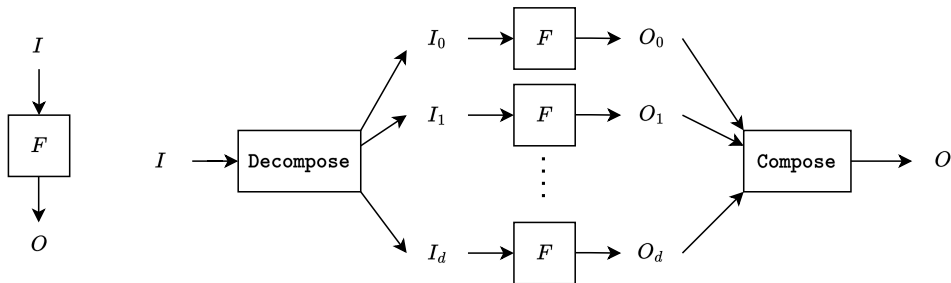 I
F
O
I
Decompose
I_0
F
O_0
I_1
F
O_1
I_d
F
O_d
Compose
O